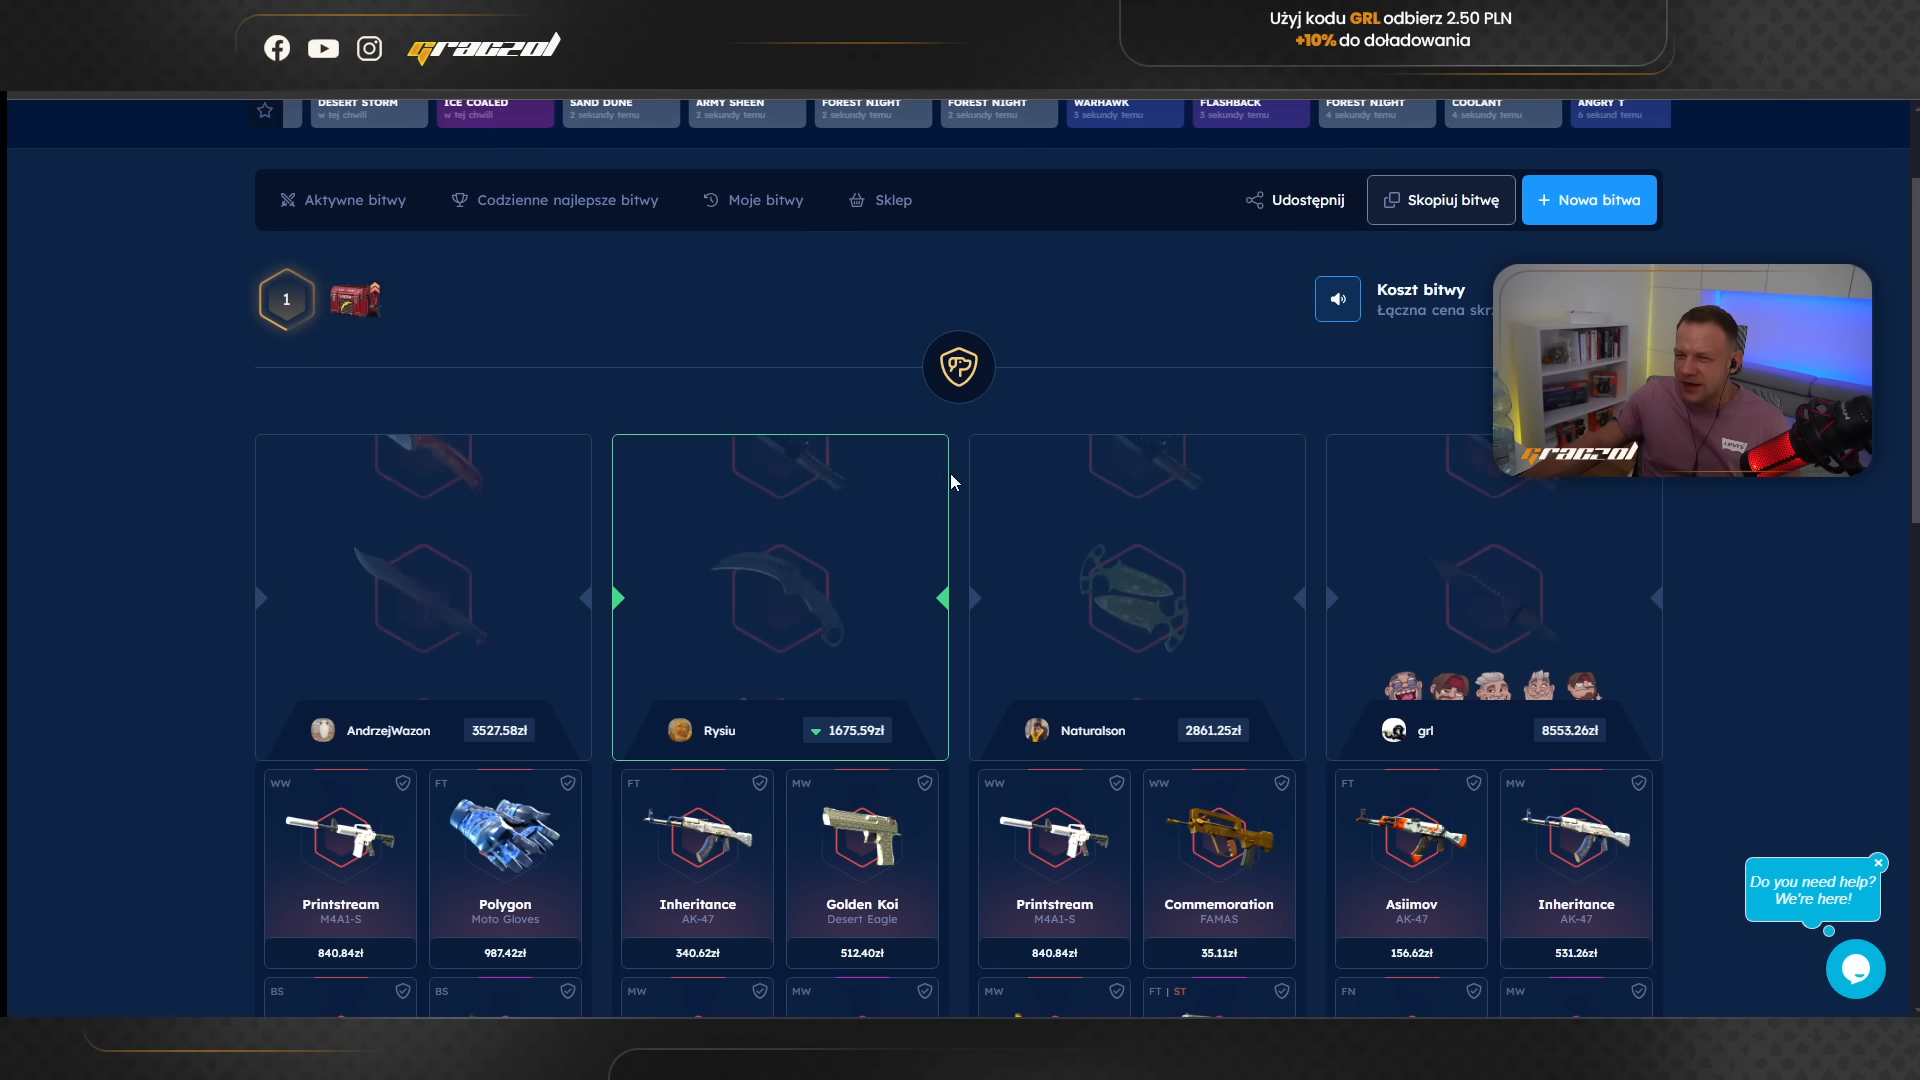 graczol
Użyj kodu GRL odbierz 2.50 PLN
+10% do doładowania
DESERT STORM
w tej chwili
ICE COALED
w tej chwili
SAND DUNE
2 sekundy temu
ARMY SHEEN
2 sekundy temu
FOREST NIGHT
2 sekundy temu
FOREST NIGHT
2 sekundy temu
WARHAWK
3 sekundy temu
FLASHBACK
3 sekundy temu
FOREST NIGHT
4 sekundy temu
COOLANT
4 sekundy temu
ANGRY T
6 sekund temu
Aktywne bitwy
Codzienne najlepsze bitwy
Moje bitwy
Sklep
Udostępnij
Skopiuj bitwę
+ Nowa bitwa
1
Koszt bitwy
Łączna cena skrz
graczol
AndrzejWazon
3527.58zł
Rysiu
1675.59zł
Naturalson
2861.25zł
grl
8553.26zł
WW
Printstream
M4A1-S
840.84zł
FT
Polygon
Moto Gloves
987.42zł
FT
Inheritance
AK-47
340.62zł
MW
Golden Koi
Desert Eagle
512.40zł
WW
Printstream
M4A1-S
840.84zł
WW
Commemoration
FAMAS
35.11zł
FT
Asiimov
AK-47
156.62zł
MW
Inheritance
AK-47
531.26zł
BS
BS
MW
MW
MW
FT | ST
FN
MW
Do you need help?
We're here!